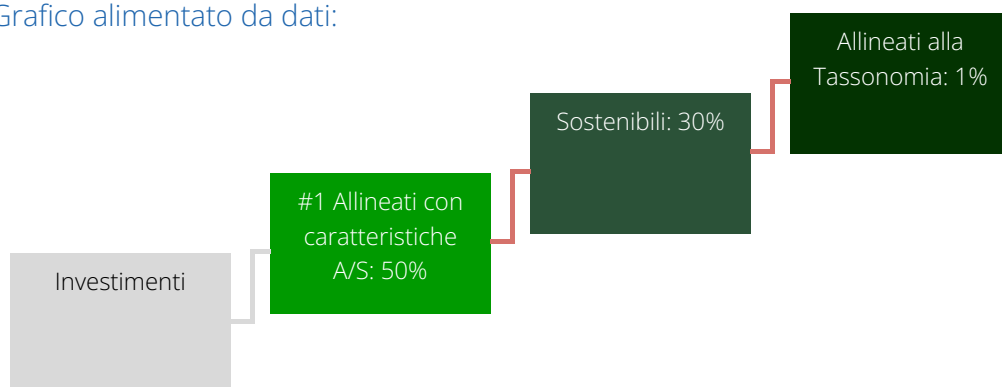 Grafico alimentato da dati:
Allineati alla
Tassonomia: 1%
Sostenibili: 30%
#1 Allineati con
caratteristiche
A/S: 50%
Investimenti